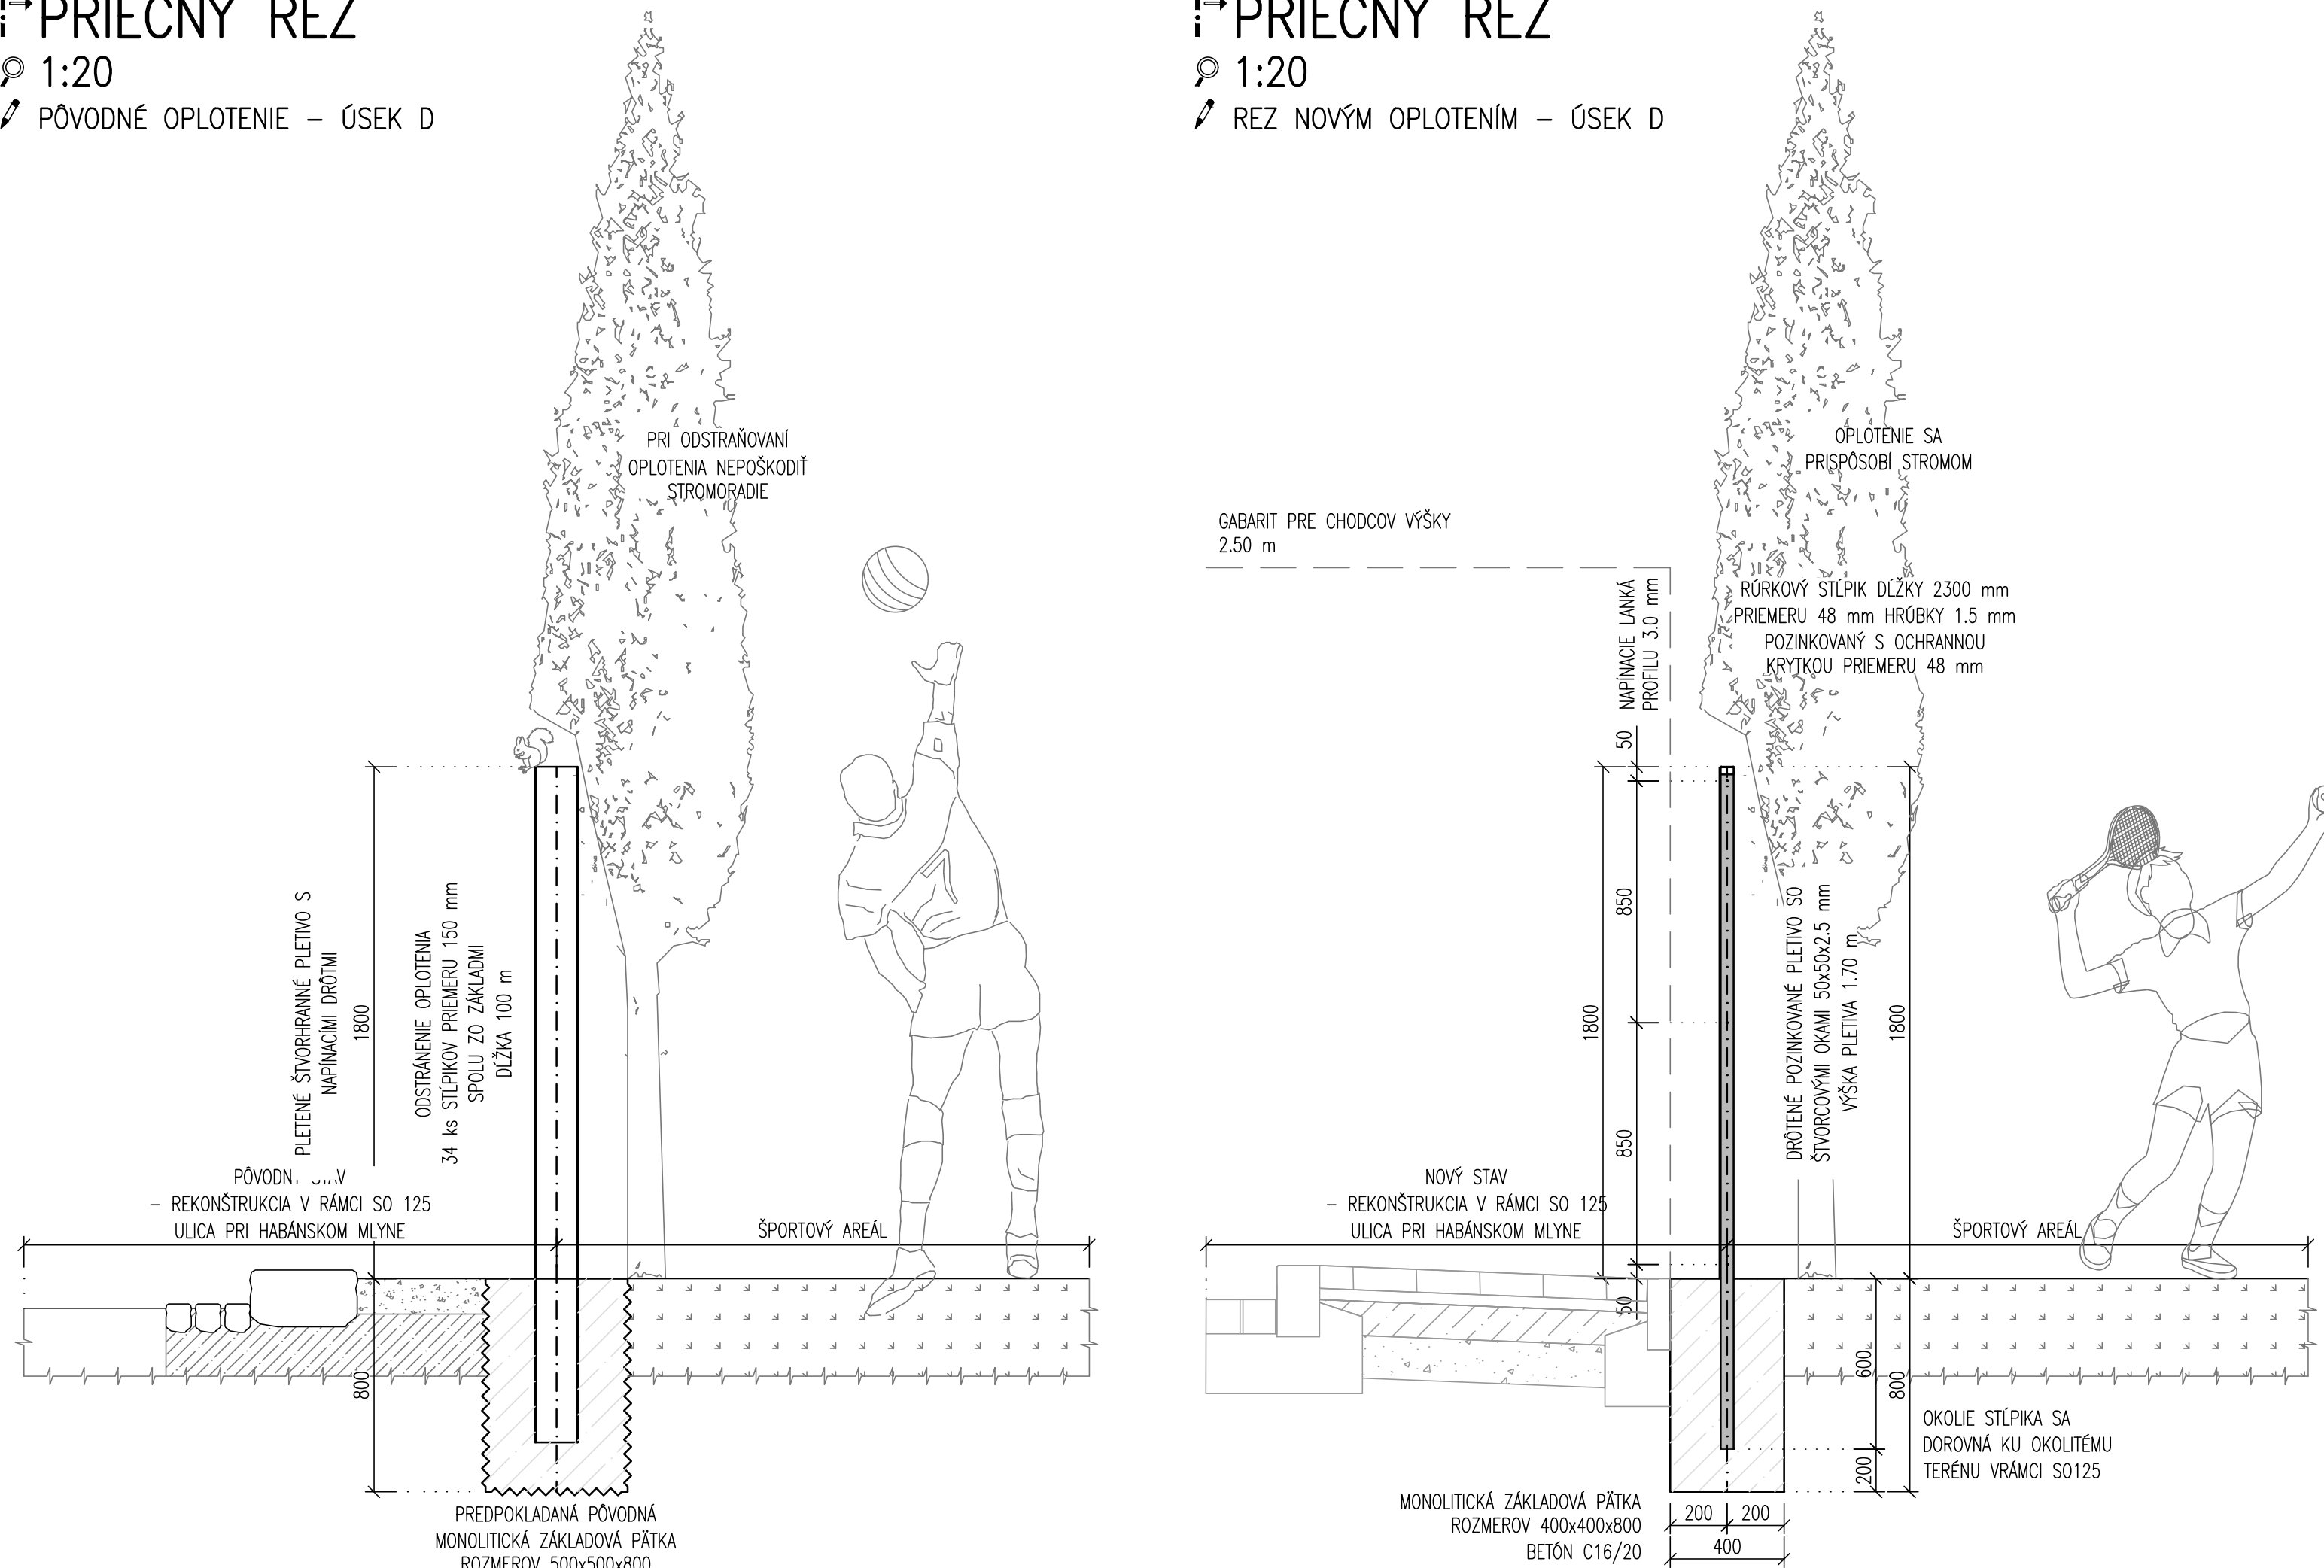 PRIEČNY REZ
1:20
PÔVODNÉ OPLOTENIE – ÚSEK D
PRI ODSTRAŇOVANÍ
OPLOTENIA NEPOŠKODIŤ
STROMORADIE
PLETENÉ ŠTVORHRANNÉ PLETIVO S
NAPÍNACÍMI DRÔTMI
1800
ODSTRÁNENIE OPLOTENIA
34 ks STĹPIKOV PRIEMERU 150 mm
SPOLU ZO ZÁKLADMI
DĹŽKA 100 m
– REKONŠTRUKCIA V RÁMCI SO 125
ULICA PRI HABÁNSKOM MLYNE
ŠPORTOVÝ AREÁL
800
PREDPOKLADANÁ PÔVODNÁ
MONOLITICKÁ ZÁKLADOVÁ PÄTKA
ROZMEROV 500x500x800
PRIEČNY REZ
1:20
REZ NOVÝM OPLOTENÍM – ÚSEK D
OPLOTENIE SA
PRISPÔSOBÍ STROMOM
GABARIT PRE CHODCOV VÝŠKY
2.50 m
NAPÍNACIE LANKÁ
PROFILU 3.0 mm
RÚRKOVÝ STĹPIK DĹŽKY 2300 mm
PRIEMERU 48 mm HRÚBKY 1.5 mm
POZINKOVANÝ S OCHRANNOU
KRYTKOU PRIEMERU 48 mm
50
850
1800
850
50
DRÔTENÉ POZINKOVANÉ PLETIVO SO
ŠTVORCOVÝMI OKAMI 50x50x2.5 mm
VÝŠKA PLETIVA 1.70 m
1800
NOVÝ STAV
– REKONŠTRUKCIA V RÁMCI SO 125
ULICA PRI HABÁNSKOM MLYNE
ŠPORTOVÝ AREÁL
600
800
200
OKOLIE STĹPIKA SA
DOROVNÁ KU OKOLITÉMU
TERÉNU VRÁMCI SO125
MONOLITICKÁ ZÁKLADOVÁ PÄTKA
ROZMEROV 400x400x800
BETÓN C16/20
200 200
400